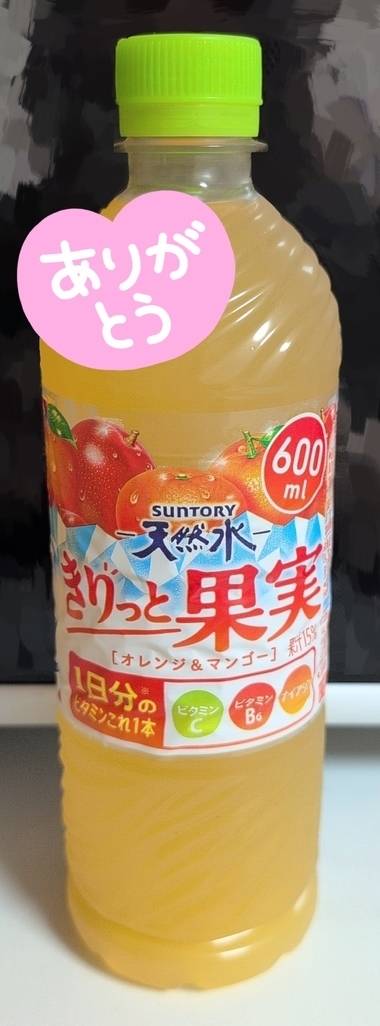 ありが
とう
600
ml
SUNTORY
天然水
きりっと果実
[オレンジ&マンゴー]
果汁15%
1日分の※
ビタミンこれ1本
ビタミン
C
ビタミン
B6
ナイアシン